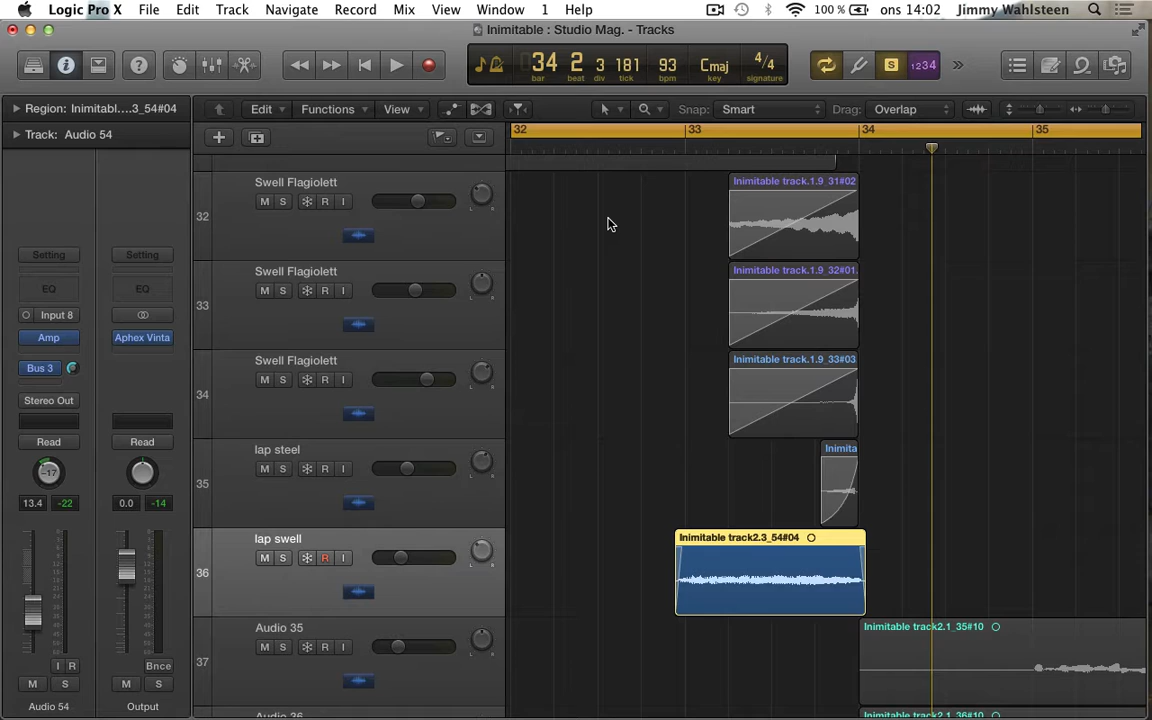 Logic Pro X File Edit Track Navigate Record Mix View Window 1 Help 100 % ons 14:02 Jimmy Wahlsteen
Inimitable : Studio Mag. - Tracks
34 2 3 181 93 Cmaj 4/4
bar beat div tick bpm key signature
S 1234
Region: Inimitabl....3_54#04 Edit Functions View Snap: Smart Drag: Overlap
Track: Audio 54
32 33 34 35
32 Swell Flagiolett
M S R I
L R
Inimitable track.1.9_31#02
33 Swell Flagiolett
M S R I
L R
Inimitable track.1.9_32#01.
34 Swell Flagiolett
M S R I
L R
Inimitable track.1.9_33#03
35 lap steel
M S R I
L R
Inimita
36 lap swell
M S R I
L R
Inimitable track2.3_54#04
37 Audio 35
M S R I
L R
Inimitable track2.1_35#10
Audio 36
Inimitable track2.1_36#10
Setting Setting
EQ EQ
Input 8
Amp Aphex Vinta
Bus 3
Stereo Out
Read Read
-17
13.4 -22 0.0 -14
I R Bnce
M S M S
Audio 54 Output